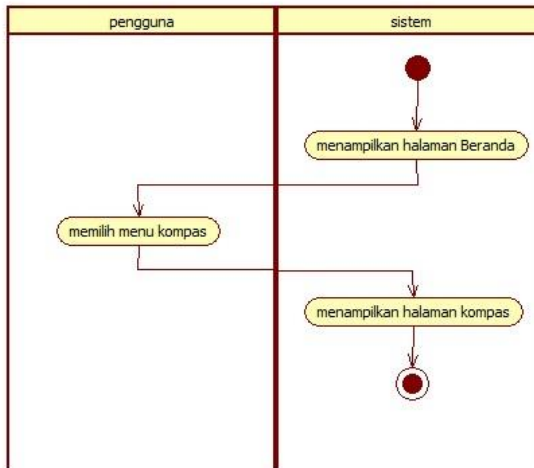 pengguna
sistem
menampilkan halaman Beranda
memilih menu kompas
menampilkan halaman kompas